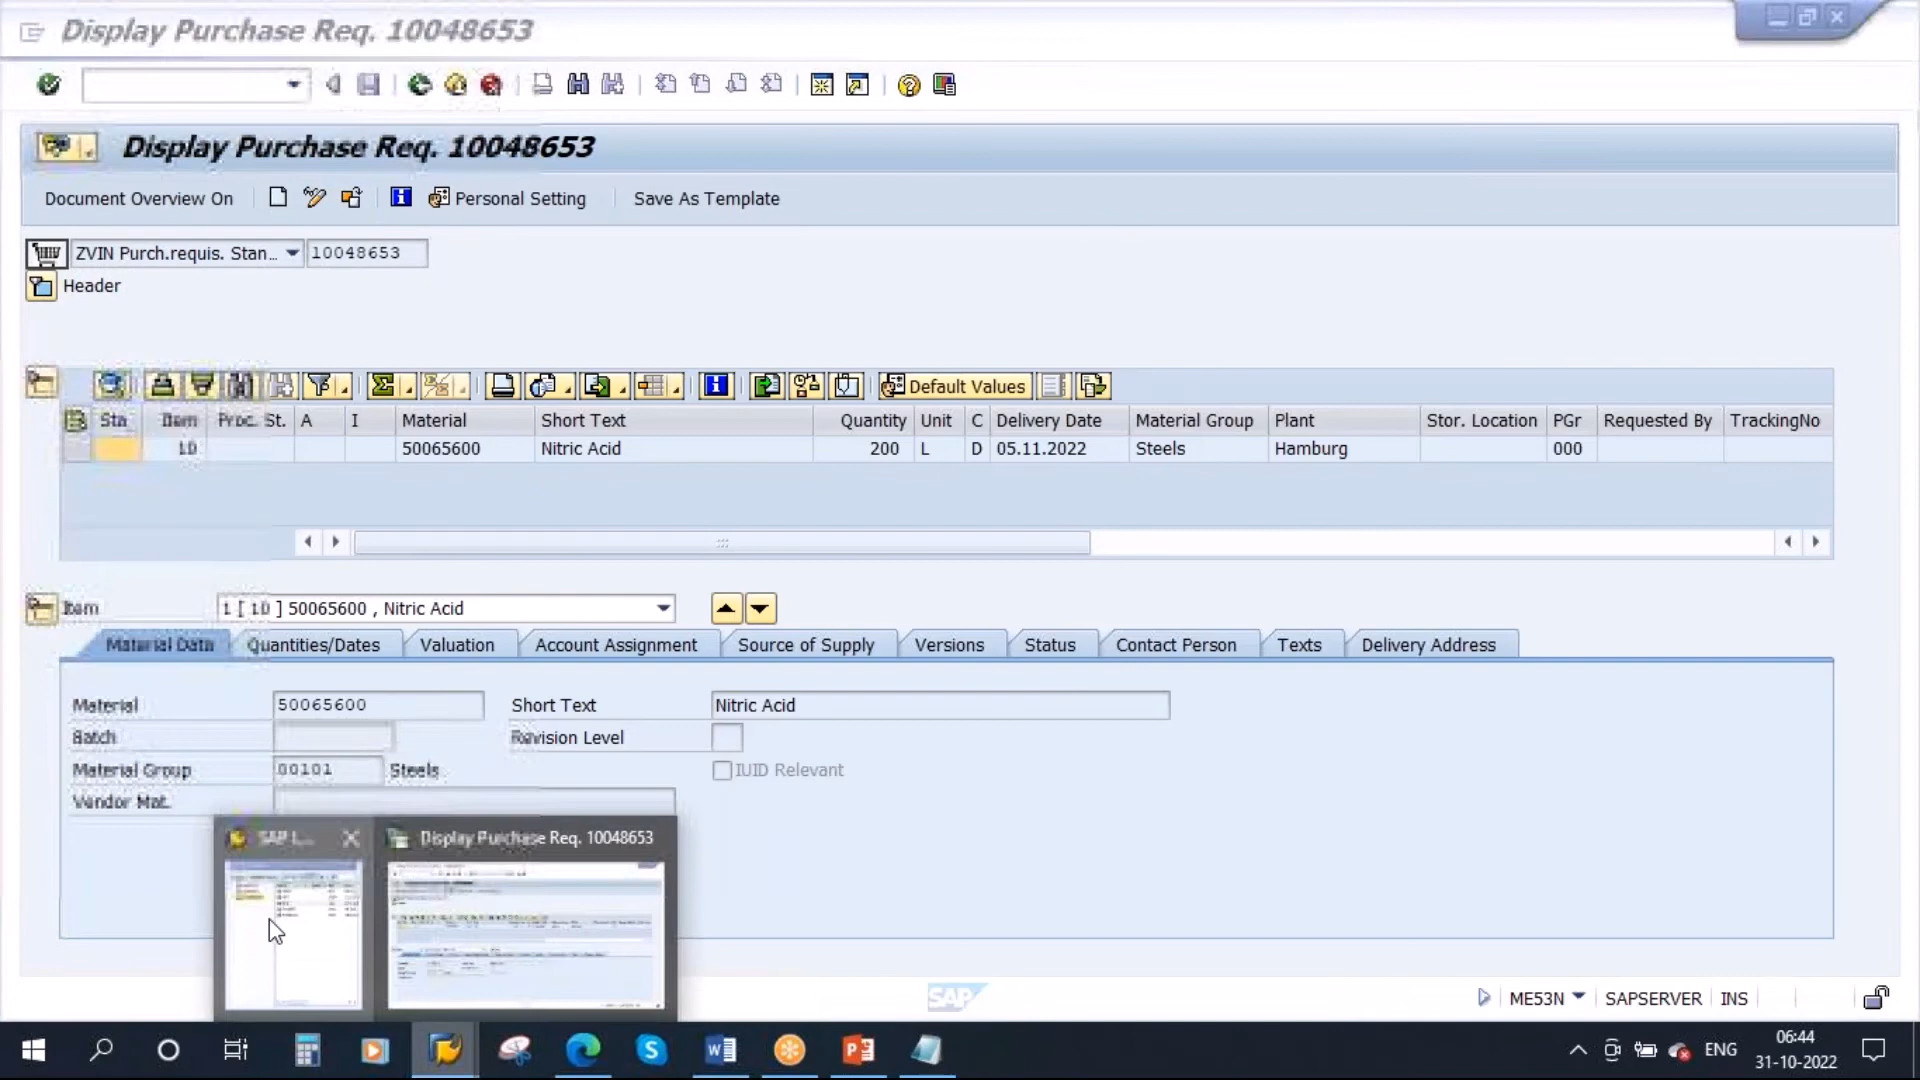 Display Purchase Req. 10048653
Display Purchase Req. 10048653
Document Overview On Personal Setting Save As Template
ZVIN Purch.requis. Stan... 10048653
Header
Default Values
Sta Item Proc. St. A I Material Short Text Quantity Unit C Delivery Date Material Group Plant Stor. Location PGr Requested By TrackingNo
10 50065600 Nitric Acid 200 L D 05.11.2022 Steels Hamburg 000
Item 1 [ 10 ] 50065600 , Nitric Acid
Material Data Quantities/Dates Valuation Account Assignment Source of Supply Versions Status Contact Person Texts Delivery Address
Material 50065600 Short Text Nitric Acid
Batch Revision Level
Material Group 00101 Steels IUID Relevant
Vendor Mat.
SAP L... Display Purchase Req. 10048653
SAP ME53N SAPSERVER INS
ENG 06:44
31-10-2022